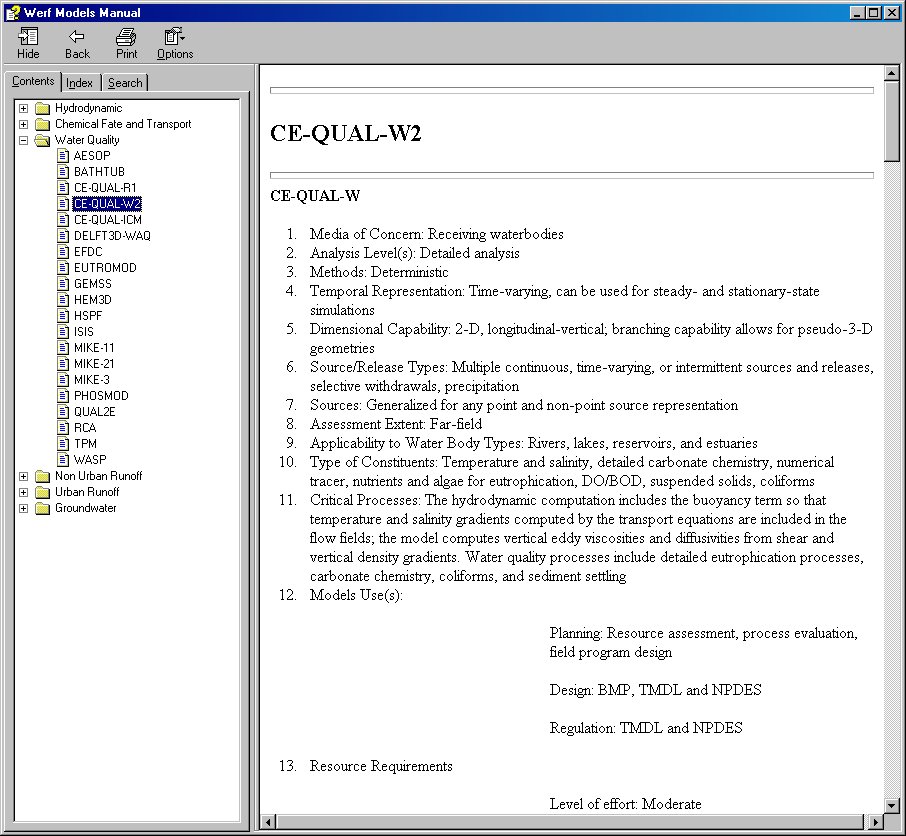 Werf Models Manual
Hide Back Print Options
Contents Index Search
Hydrodynamic
Chemical Fate and Transport
Water Quality
AESOP
BATHTUB
CE-QUAL-R1
CE-QUAL-W2
CE-QUAL-ICM
DELFT3D-WAQ
EFDC
EUTROMOD
GEMSS
HEM3D
HSPF
ISIS
MIKE-11
MIKE-21
MIKE-3
PHOSMOD
QUAL2E
RCA
TPM
WASP
Non Urban Runoff
Urban Runoff
Groundwater
CE-QUAL-W2
CE-QUAL-W
1. Media of Concern: Receiving waterbodies
2. Analysis Level(s): Detailed analysis
3. Methods: Deterministic
4. Temporal Representation: Time-varying, can be used for steady- and stationary-state
simulations
5. Dimensional Capability: 2-D, longitudinal-vertical; branching capability allows for pseudo-3-D
geometries
6. Source/Release Types: Multiple continuous, time-varying, or intermittent sources and releases,
selective withdrawals, precipitation
7. Sources: Generalized for any point and non-point source representation
8. Assessment Extent: Far-field
9. Applicability to Water Body Types: Rivers, lakes, reservoirs, and estuaries
10. Type of Constituents: Temperature and salinity, detailed carbonate chemistry, numerical
tracer, nutrients and algae for eutrophication, DO/BOD, suspended solids, coliforms
11. Critical Processes: The hydrodynamic computation includes the buoyancy term so that
temperature and salinity gradients computed by the transport equations are included in the
flow fields; the model computes vertical eddy viscosities and diffusivities from shear and
vertical density gradients. Water quality processes include detailed eutrophication processes,
carbonate chemistry, coliforms, and sediment settling
12. Models Use(s):
Planning: Resource assessment, process evaluation,
field program design
Design: BMP, TMDL and NPDES
Regulation: TMDL and NPDES
13. Resource Requirements
Level of effort: Moderate